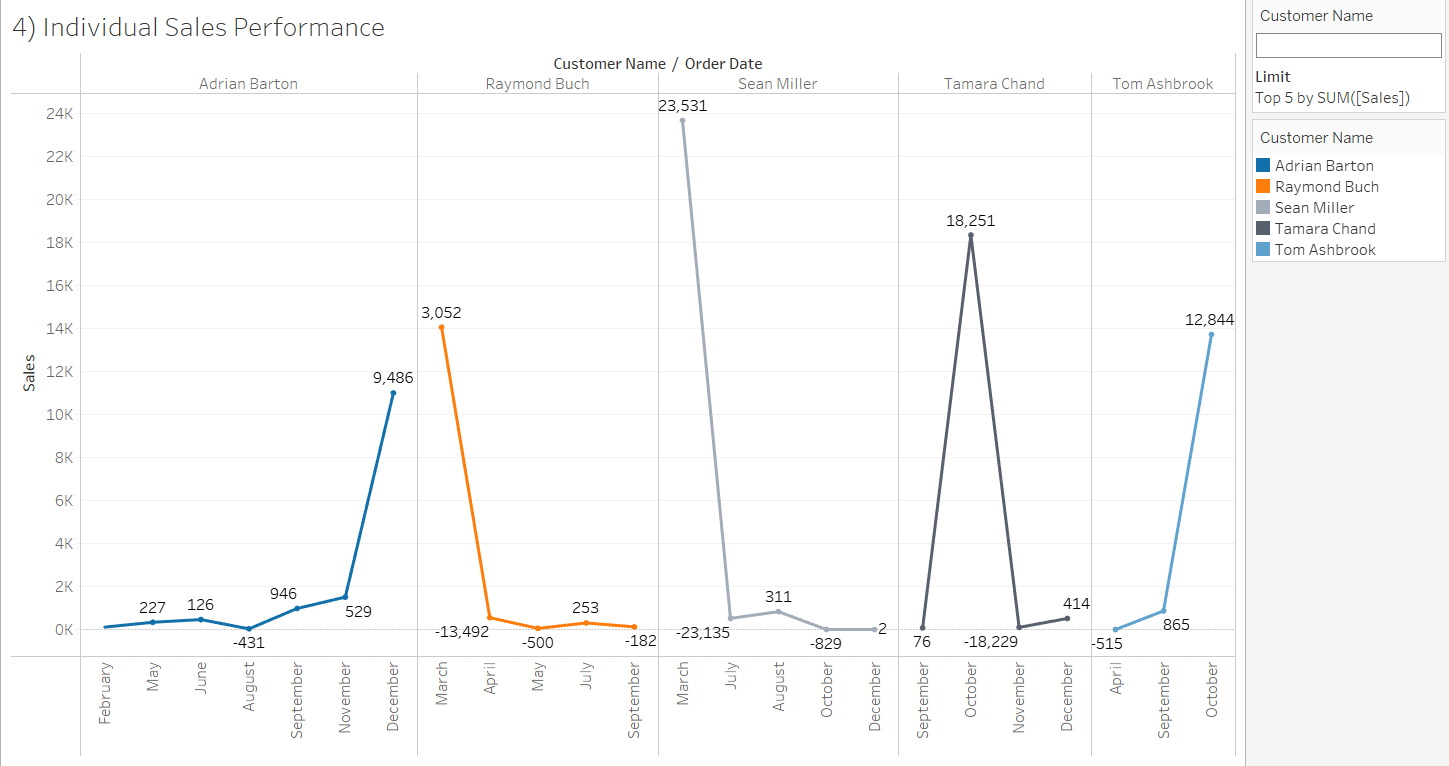 4) Individual Sales Performance
Customer Name / Order Date
Adrian Barton
Raymond Buch
Sean Miller
Tamara Chand
Tom Ashbrook
Sales
24K
22K
20K
18K
16K
14K
12K
10K
8K
6K
4K
2K
0K
227
126
-431
946
529
9,486
3,052
-13,492
-500
253
-182
23,531
-23,135
311
-829
2
76
18,251
-18,229
414
-515
865
12,844
February
May
June
August
September
November
December
March
April
May
July
September
March
July
August
October
December
September
October
November
December
April
September
October
Customer Name
Limit
Top 5 by SUM([Sales])
Customer Name
Adrian Barton
Raymond Buch
Sean Miller
Tamara Chand
Tom Ashbrook